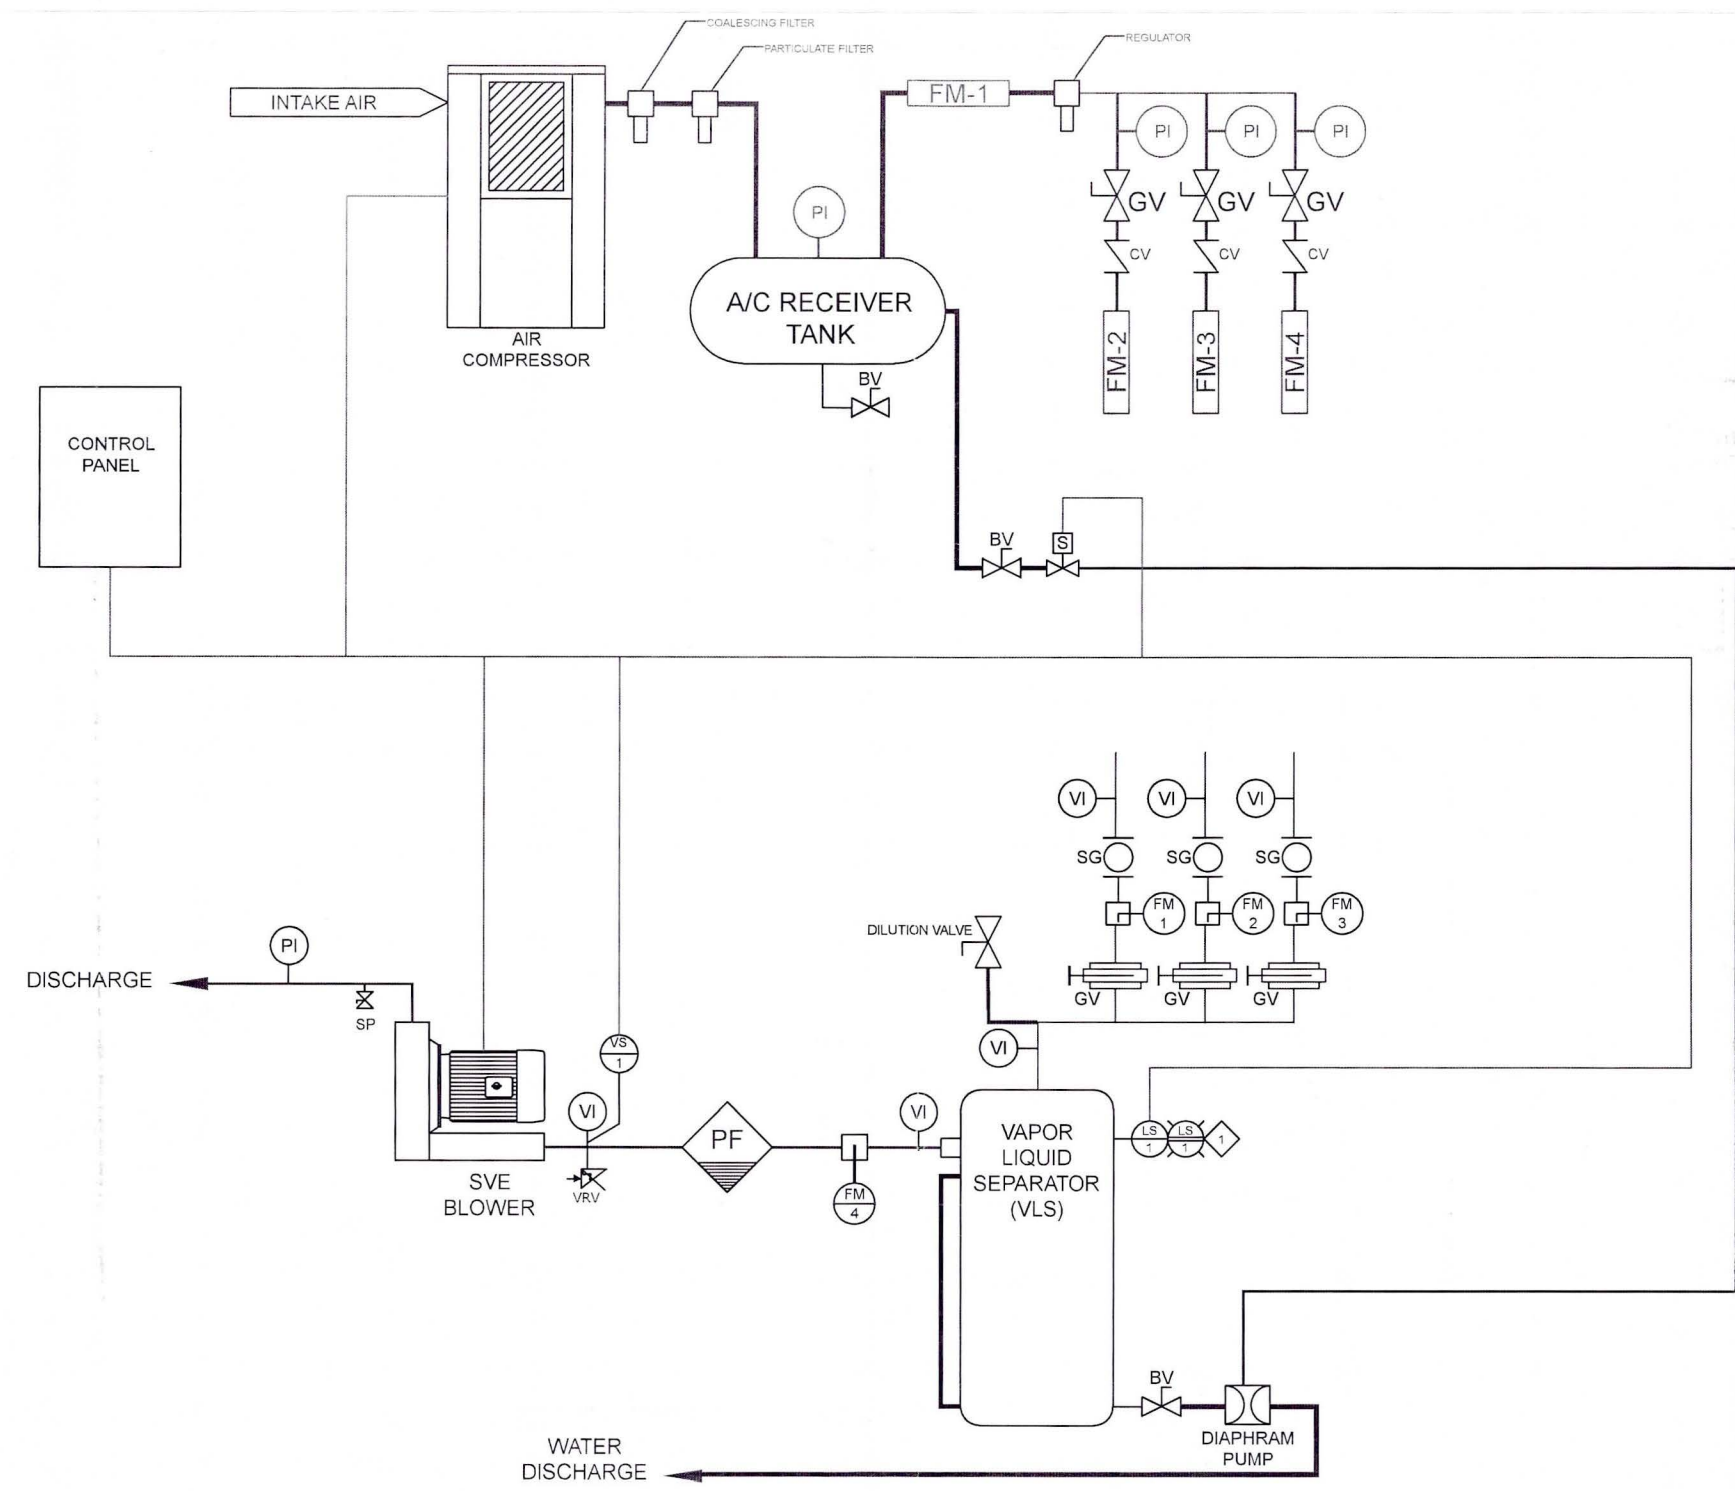 COALESCING FILTER
PARTICULATE FILTER
REGULATOR
INTAKE AIR
FM-1
PI
PI
PI
PI
GV
GV
GV
CV
CV
CV
A/C RECEIVER
TANK
AIR
COMPRESSOR
FM-2
FM-3
FM-4
BV
CONTROL
PANEL
BV
S
VI
VI
VI
SG
SG
SG
FM
1
FM
2
FM
3
DILUTION VALVE
GV
GV
GV
PI
DISCHARGE
SP
VS
1
VI
VI
VI
PF
VAPOR
LIQUID
SEPARATOR
(VLS)
LS
1
LS
1
1
SVE
BLOWER
VRV
FM
4
BV
DIAPHRAM
PUMP
WATER
DISCHARGE